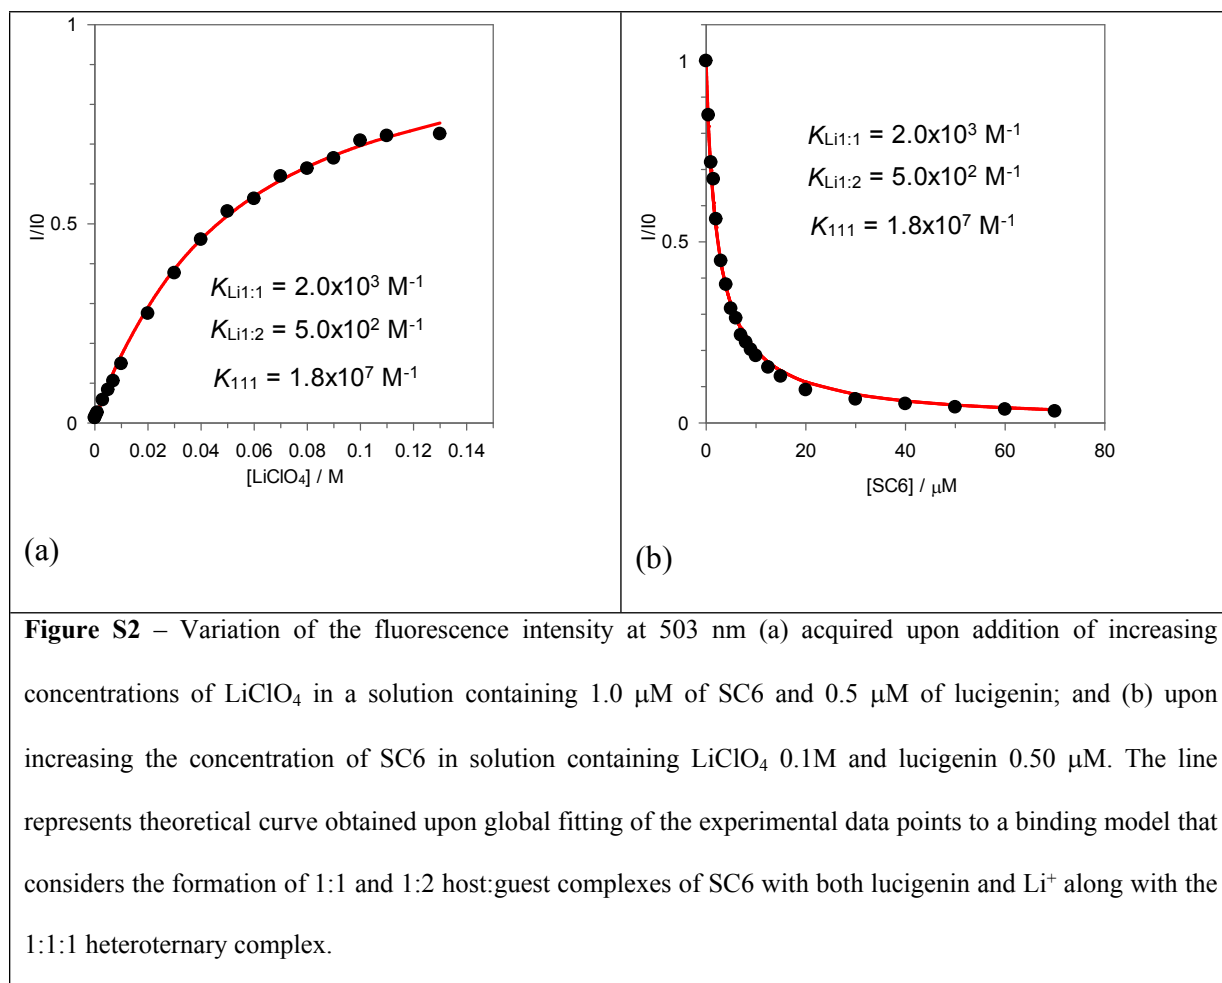 1
0.5
0
I/I0
K_Li1:1 = 2.0x10³ M⁻¹
K_Li1:2 = 5.0x10² M⁻¹
K₁₁₁ = 1.8x10⁷ M⁻¹
0 0.02 0.04 0.06 0.08 0.1 0.12 0.14
[LiClO₄] / M
(a)
1
0.5
0
I/I0
K_Li1:1 = 2.0x10³ M⁻¹
K_Li1:2 = 5.0x10² M⁻¹
K₁₁₁ = 1.8x10⁷ M⁻¹
0 20 40 60 80
[SC6] / μM
(b)
Figure S2 – Variation of the fluorescence intensity at 503 nm (a) acquired upon addition of increasing
concentrations of LiClO₄ in a solution containing 1.0 μM of SC6 and 0.5 μM of lucigenin; and (b) upon
increasing the concentration of SC6 in solution containing LiClO₄ 0.1M and lucigenin 0.50 μM. The line
represents theoretical curve obtained upon global fitting of the experimental data points to a binding model that
considers the formation of 1:1 and 1:2 host:guest complexes of SC6 with both lucigenin and Li⁺ along with the
1:1:1 heteroternary complex.